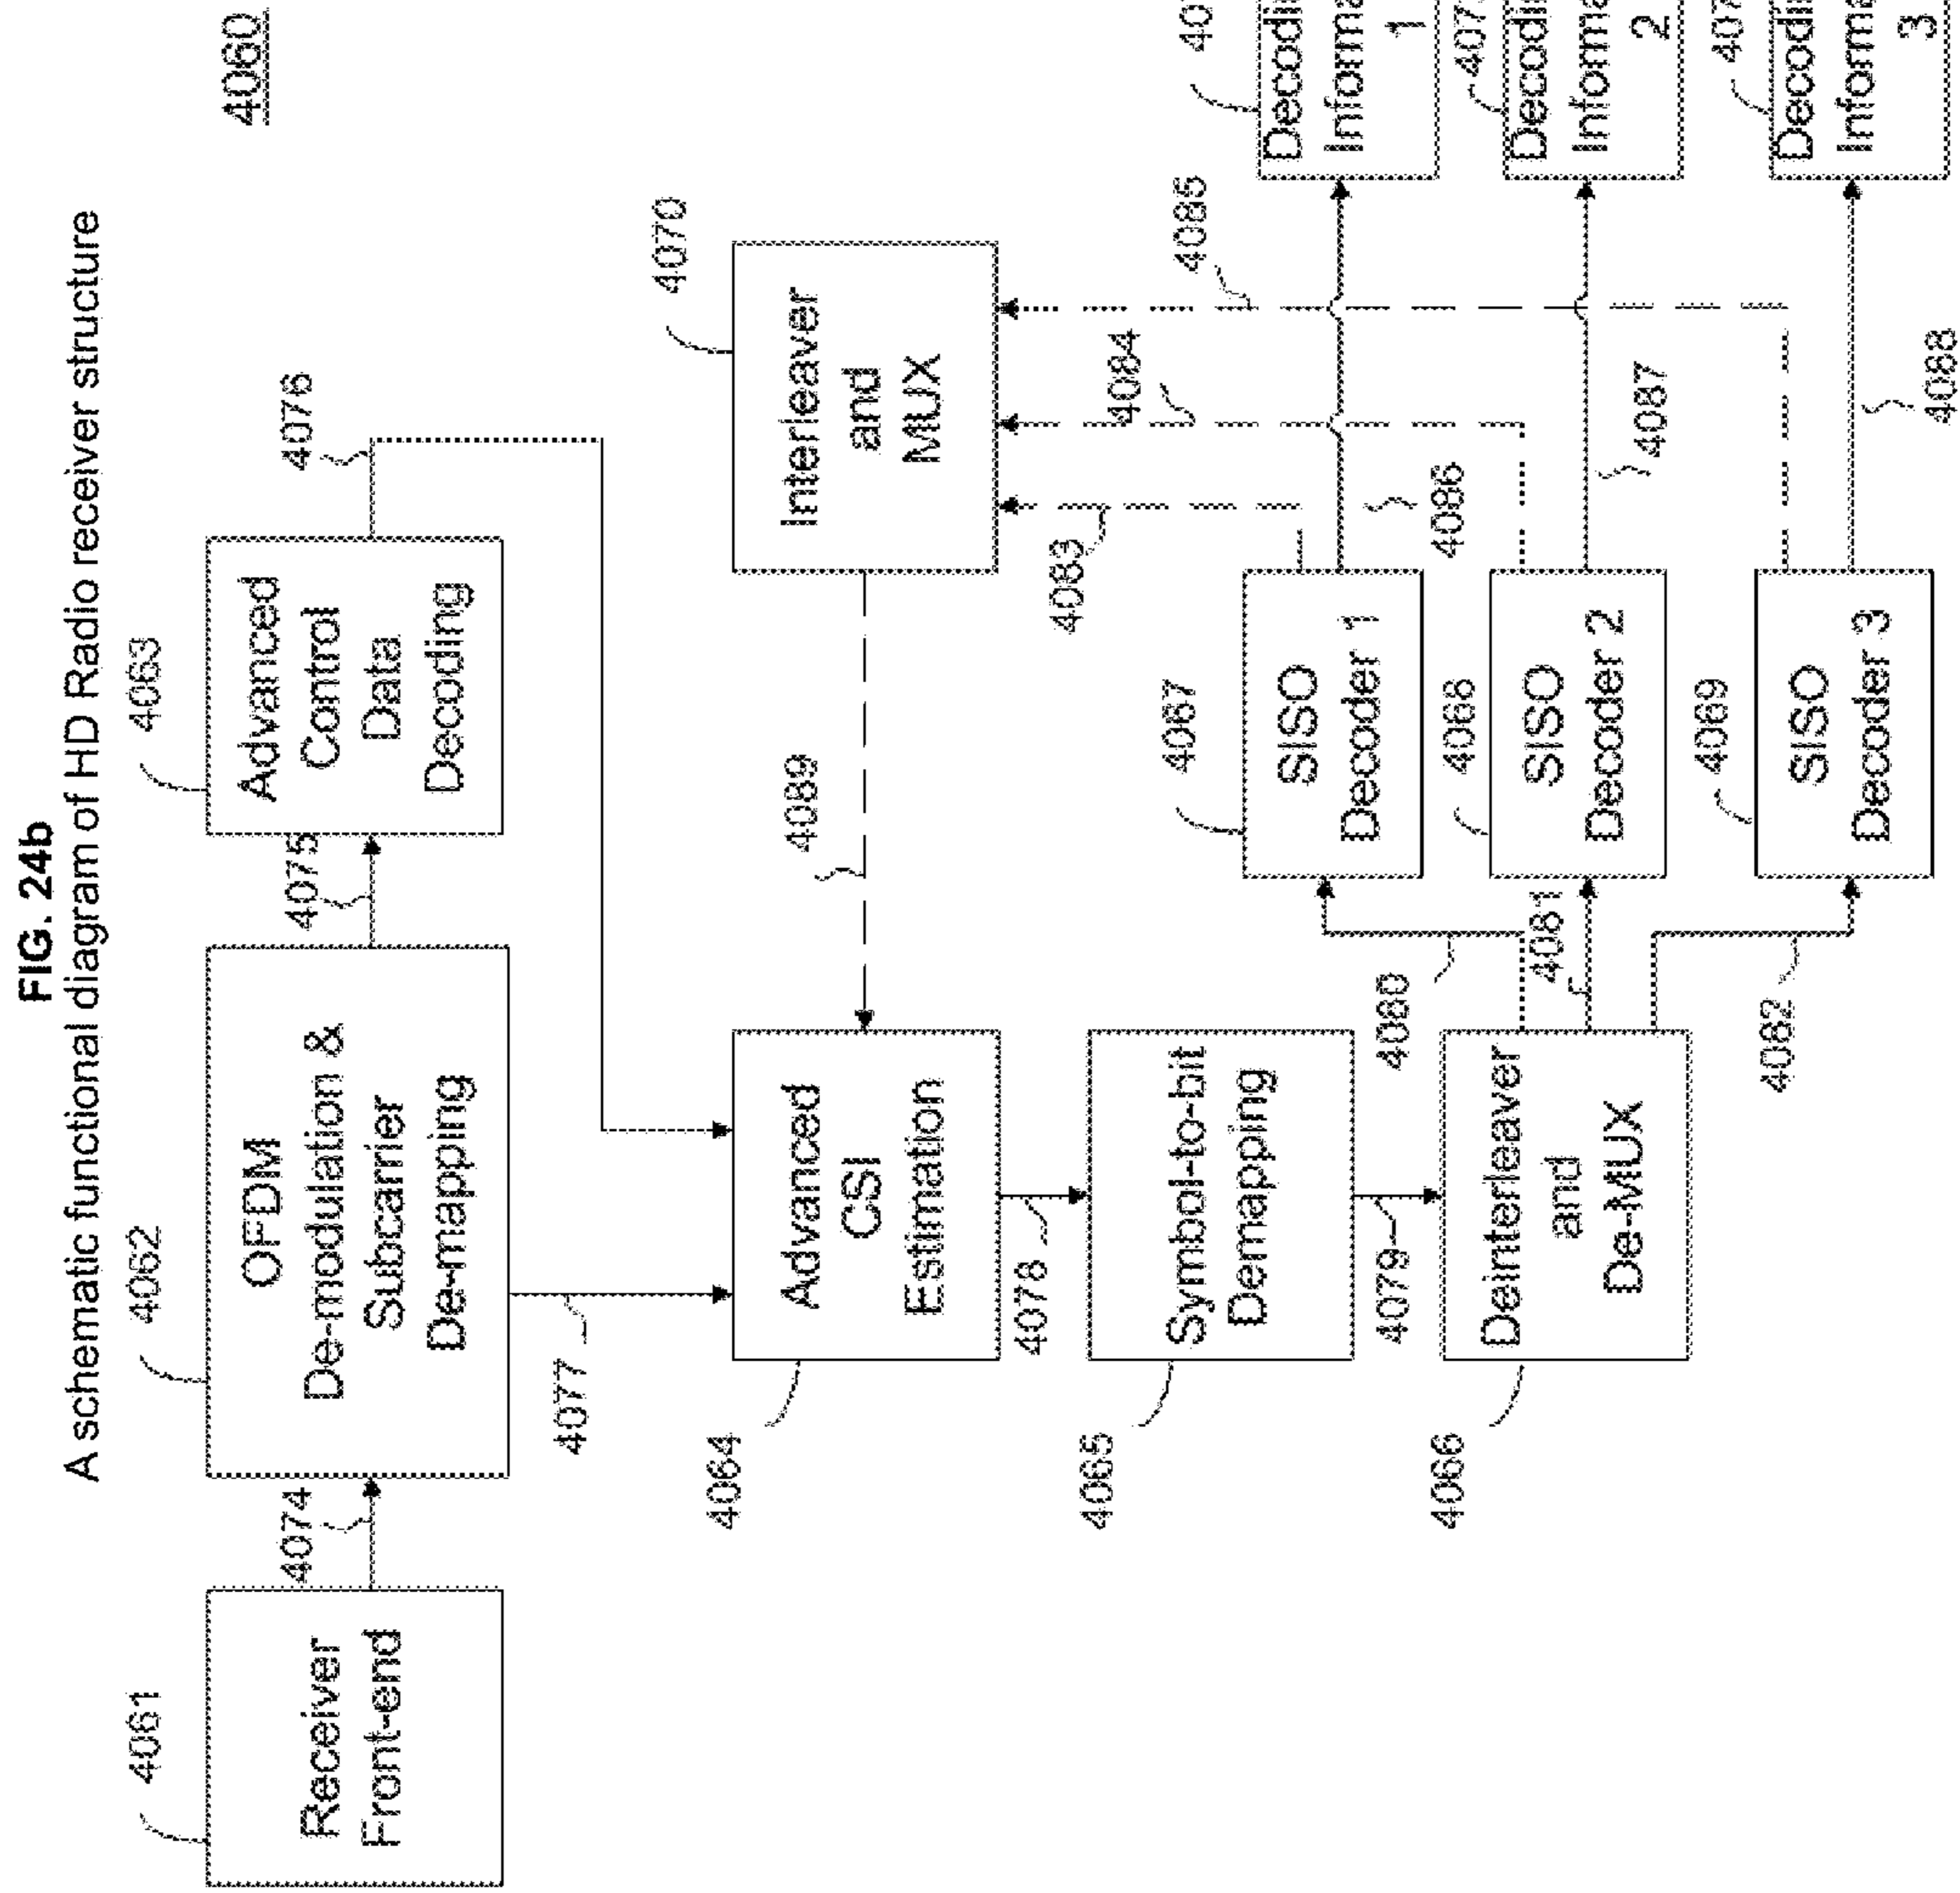 FIG. 24b
A schematic functional diagram of HD Radio receiver structure
4060
4061
Receiver
Front-end
4074
4062
OFDM
De-modulation &
Subcarrier
De-mapping
4075
4063
Advanced
Control
Data
Decoding
4076
4077
4064
Advanced
CSI
Estimation
4089
4070
Interleaver
and
MUX
4078
4065
Symbol-to-bit
Demapping
4079
4066
Deinterleaver
and
De-MUX
4080
4081
4082
4067
SISO
Decoder 1
4068
SISO
Decoder 2
4069
SISO
Decoder 3
4083
4084
4085
4086
4087
4088
1
2
3